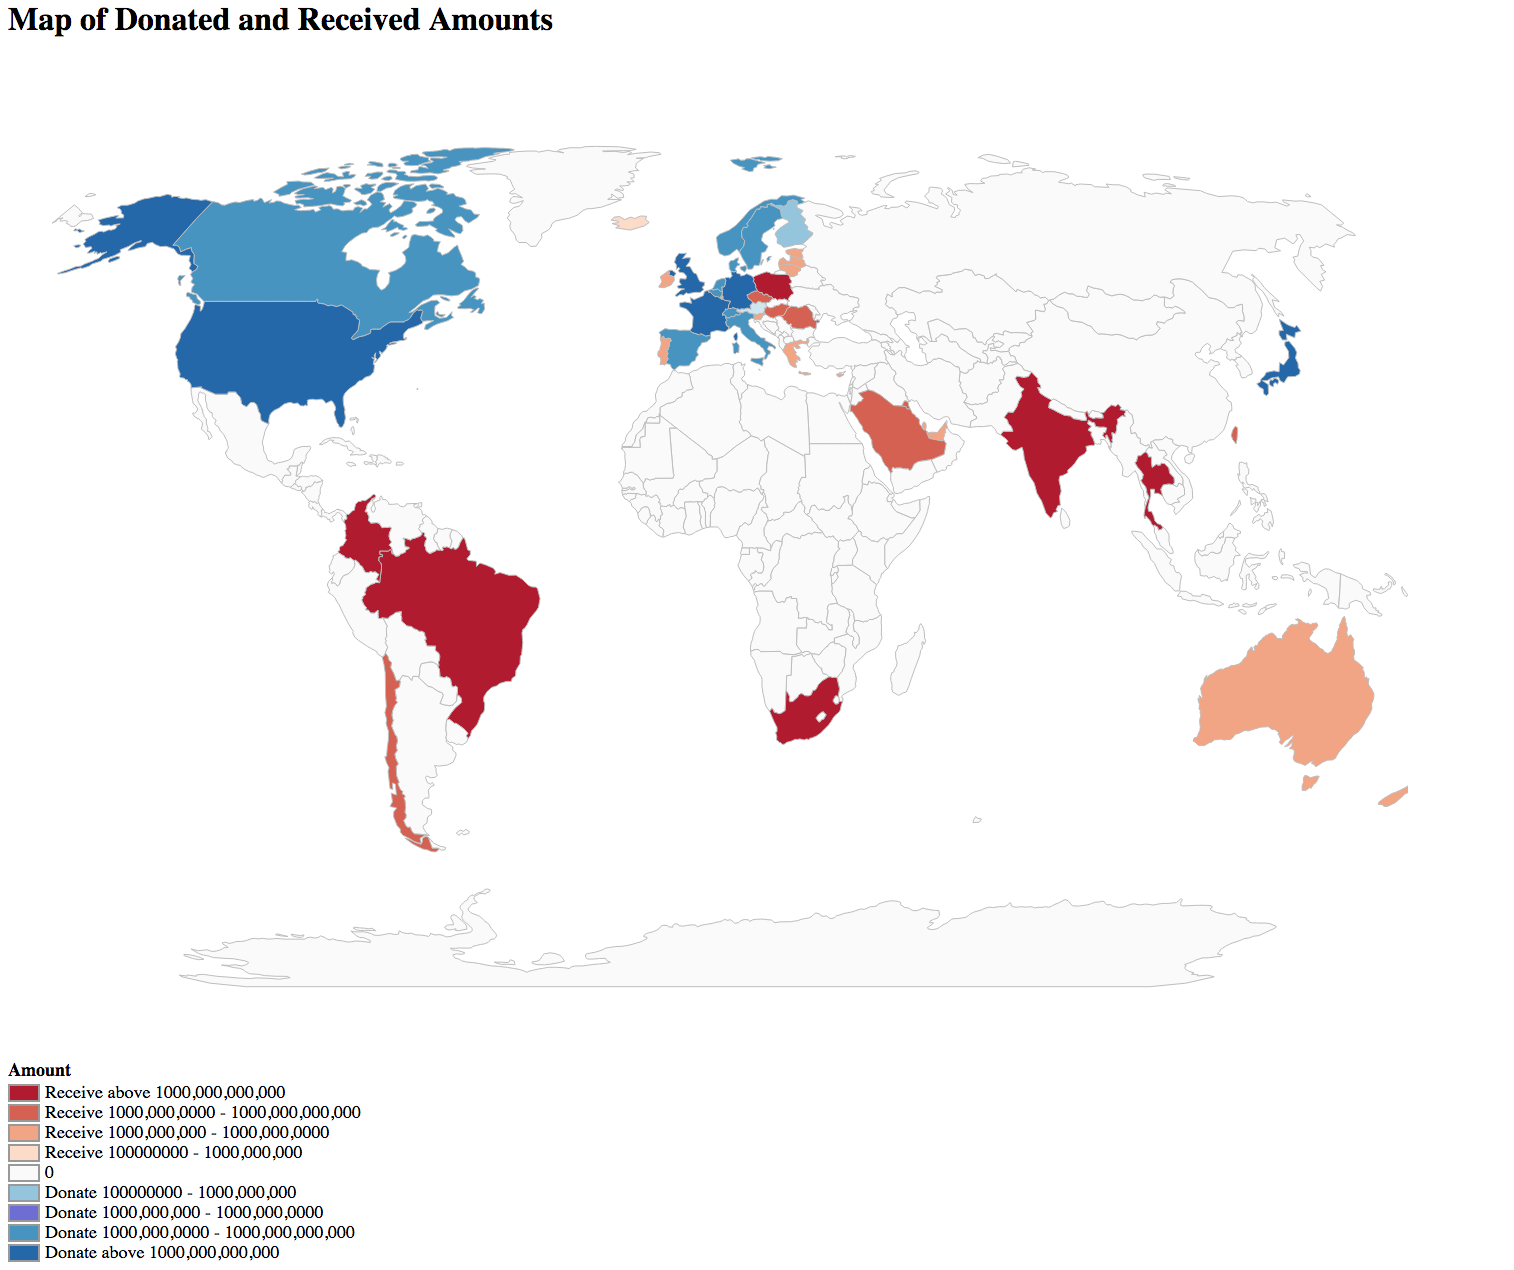 Map of Donated and Received Amounts
Amount
Receive above 1000,000,000,000
Receive 1000,000,0000 - 1000,000,000,000
Receive 1000,000,000 - 1000,000,0000
Receive 100000000 - 1000,000,000
0
Donate 100000000 - 1000,000,000
Donate 1000,000,000 - 1000,000,0000
Donate 1000,000,0000 - 1000,000,000,000
Donate above 1000,000,000,000